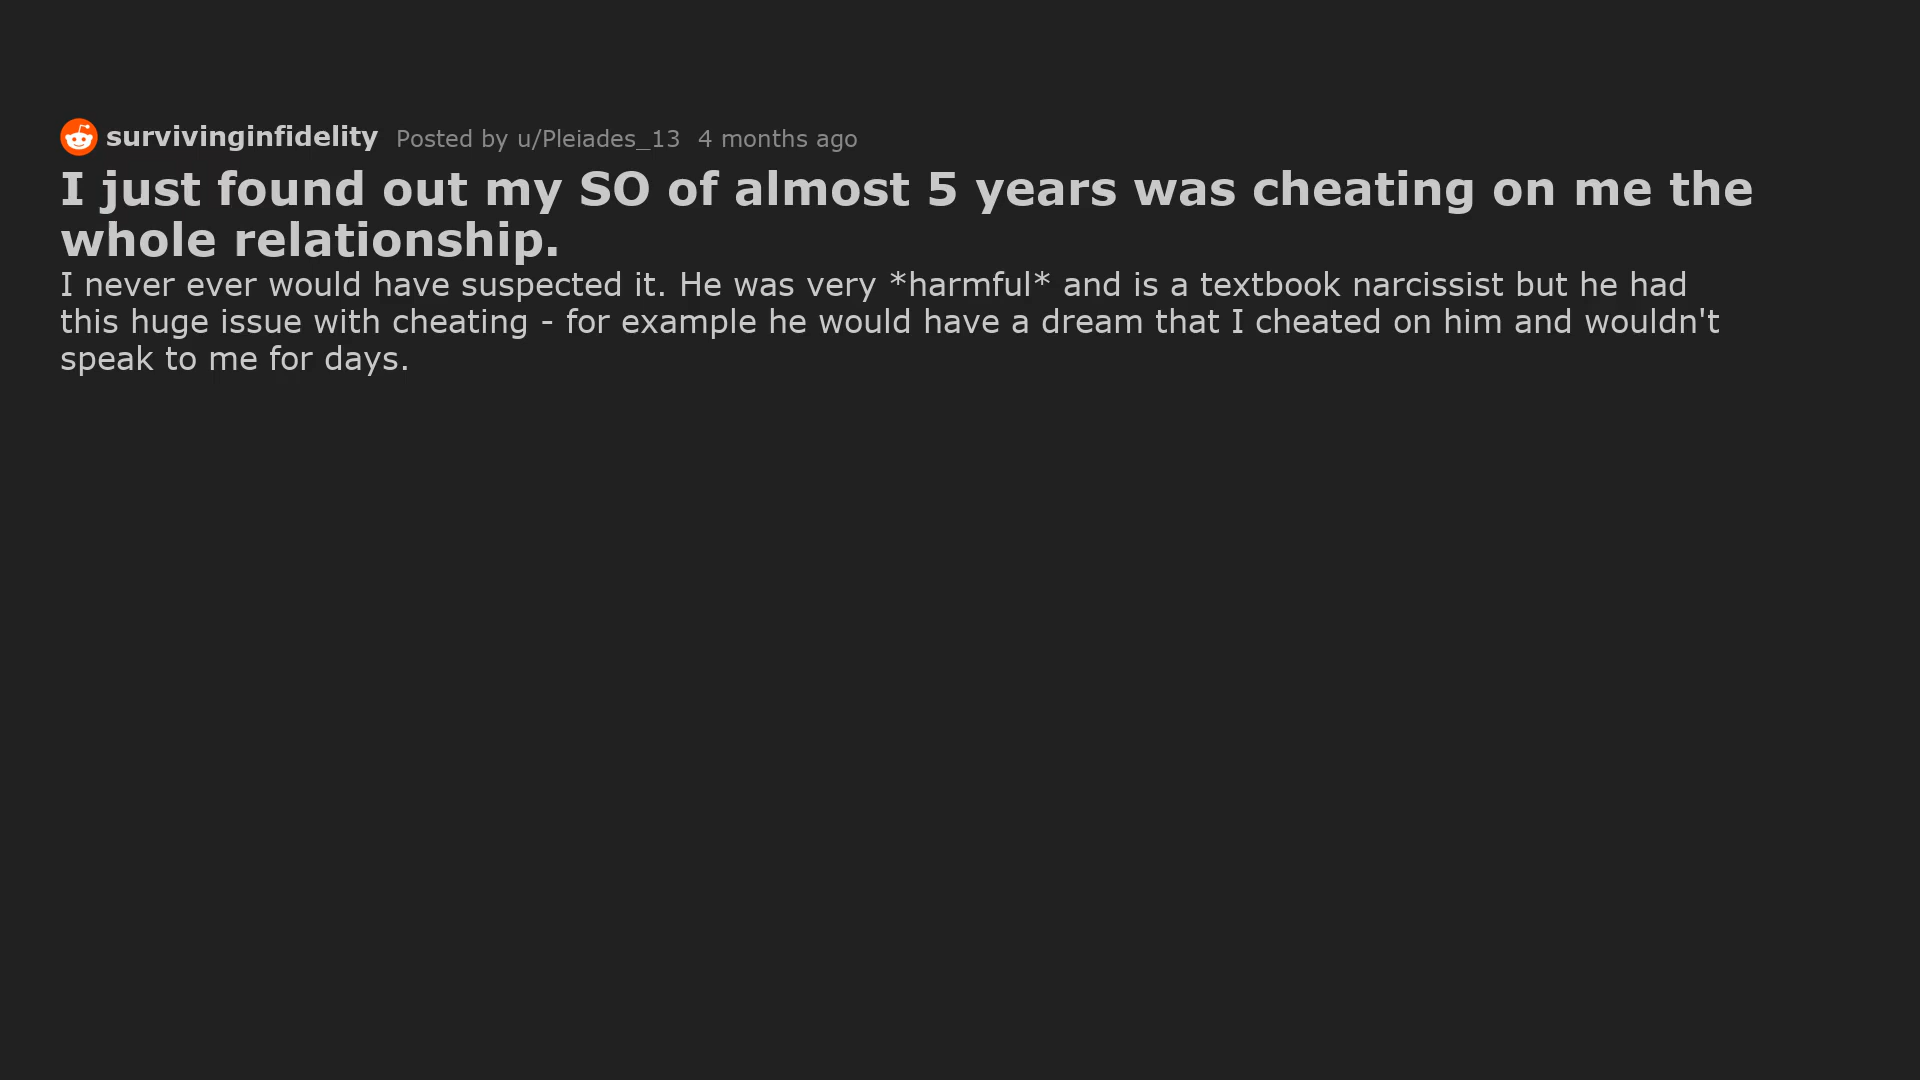 survivinginfidelity Posted by u/Pleiades_13 4 months ago
I just found out my SO of almost 5 years was cheating on me the
whole relationship.
I never ever would have suspected it. He was very *harmful* and is a textbook narcissist but he had
this huge issue with cheating - for example he would have a dream that I cheated on him and wouldn't
speak to me for days.